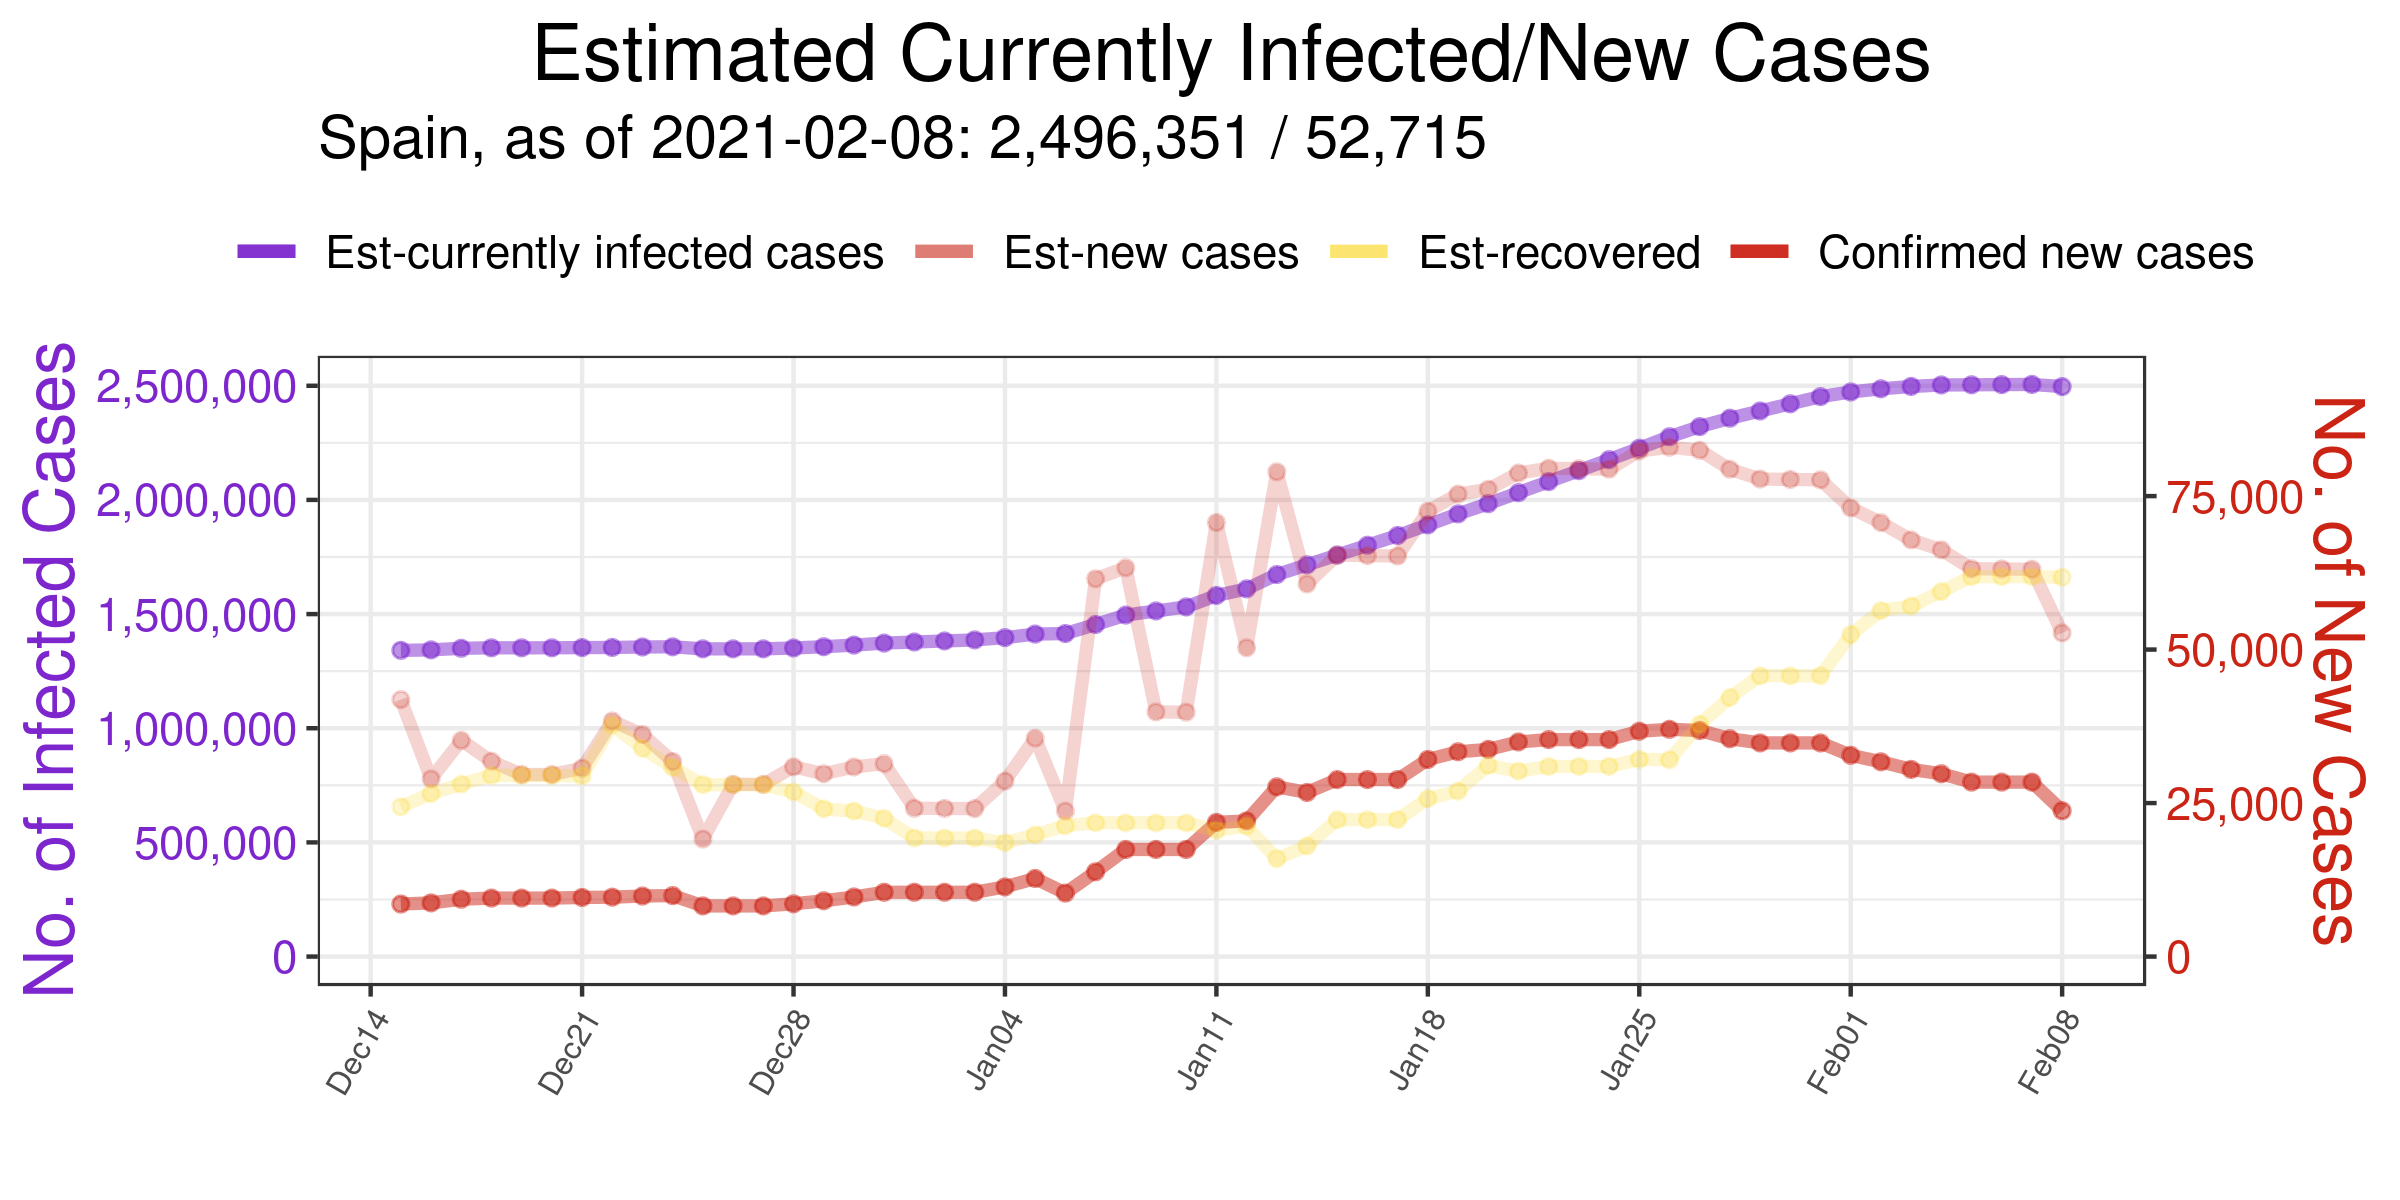 Estimated Currently Infected/New Cases
Spain, as of 2021-02-08: 2,496,351 / 52,715
Est-currently infected cases Est-new cases Est-recovered Confirmed new cases
No. of Infected Cases
2,500,000
2,000,000
1,500,000
1,000,000
500,000
0
75,000
50,000
25,000
0
No. of New Cases
Dec14 Dec21 Dec28 Jan04 Jan11 Jan18 Jan25 Feb01 Feb08